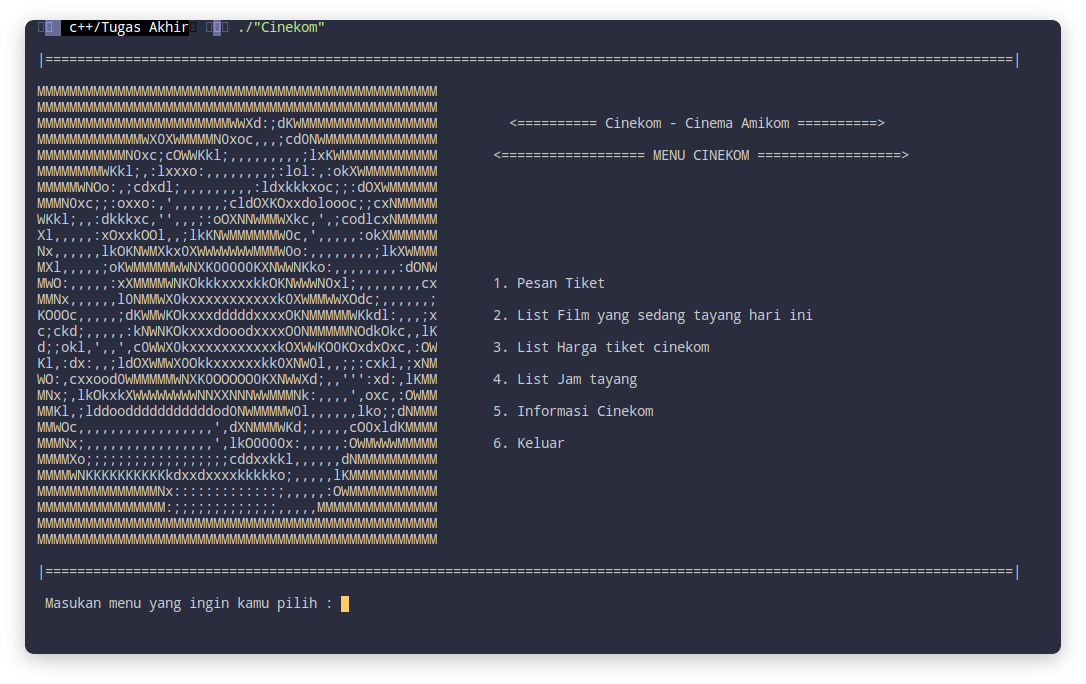 c++/Tugas Akhir ./"Cinekom"
<========== Cinekom - Cinema Amikom ==========>
<================== MENU CINEKOM ==================>
1. Pesan Tiket
2. List Film yang sedang tayang hari ini
3. List Harga tiket cinekom
4. List Jam tayang
5. Informasi Cinekom
6. Keluar
Masukan menu yang ingin kamu pilih :